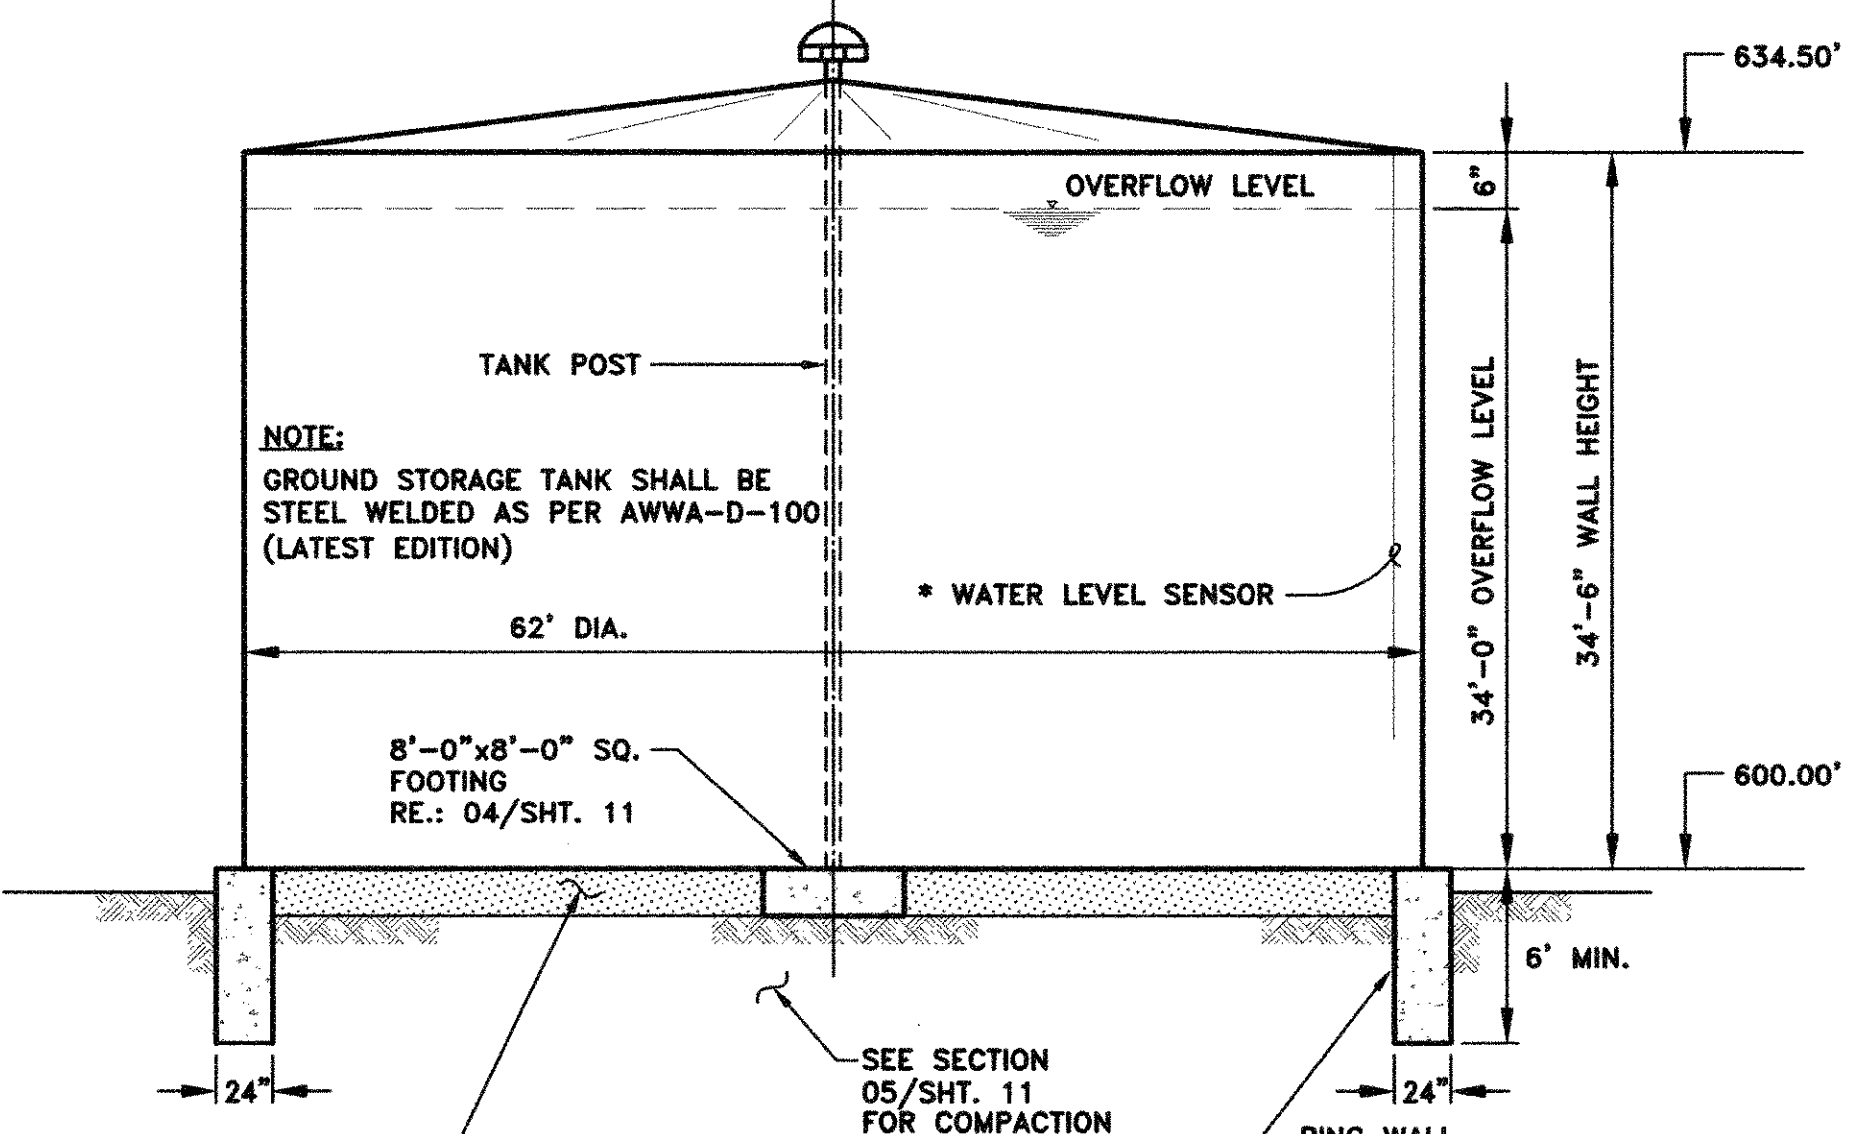 634.50'
OVERFLOW LEVEL
6"
TANK POST
34'-0" OVERFLOW LEVEL
34'-6" WALL HEIGHT
NOTE:
GROUND STORAGE TANK SHALL BE
STEEL WELDED AS PER AWWA-D-100
(LATEST EDITION)
* WATER LEVEL SENSOR
62' DIA.
8'-0"x8'-0" SQ.
FOOTING
RE.: 04/SHT. 11
600.00'
6' MIN.
SEE SECTION
05/SHT. 11
FOR COMPACTION
24"
24"
RING WALL